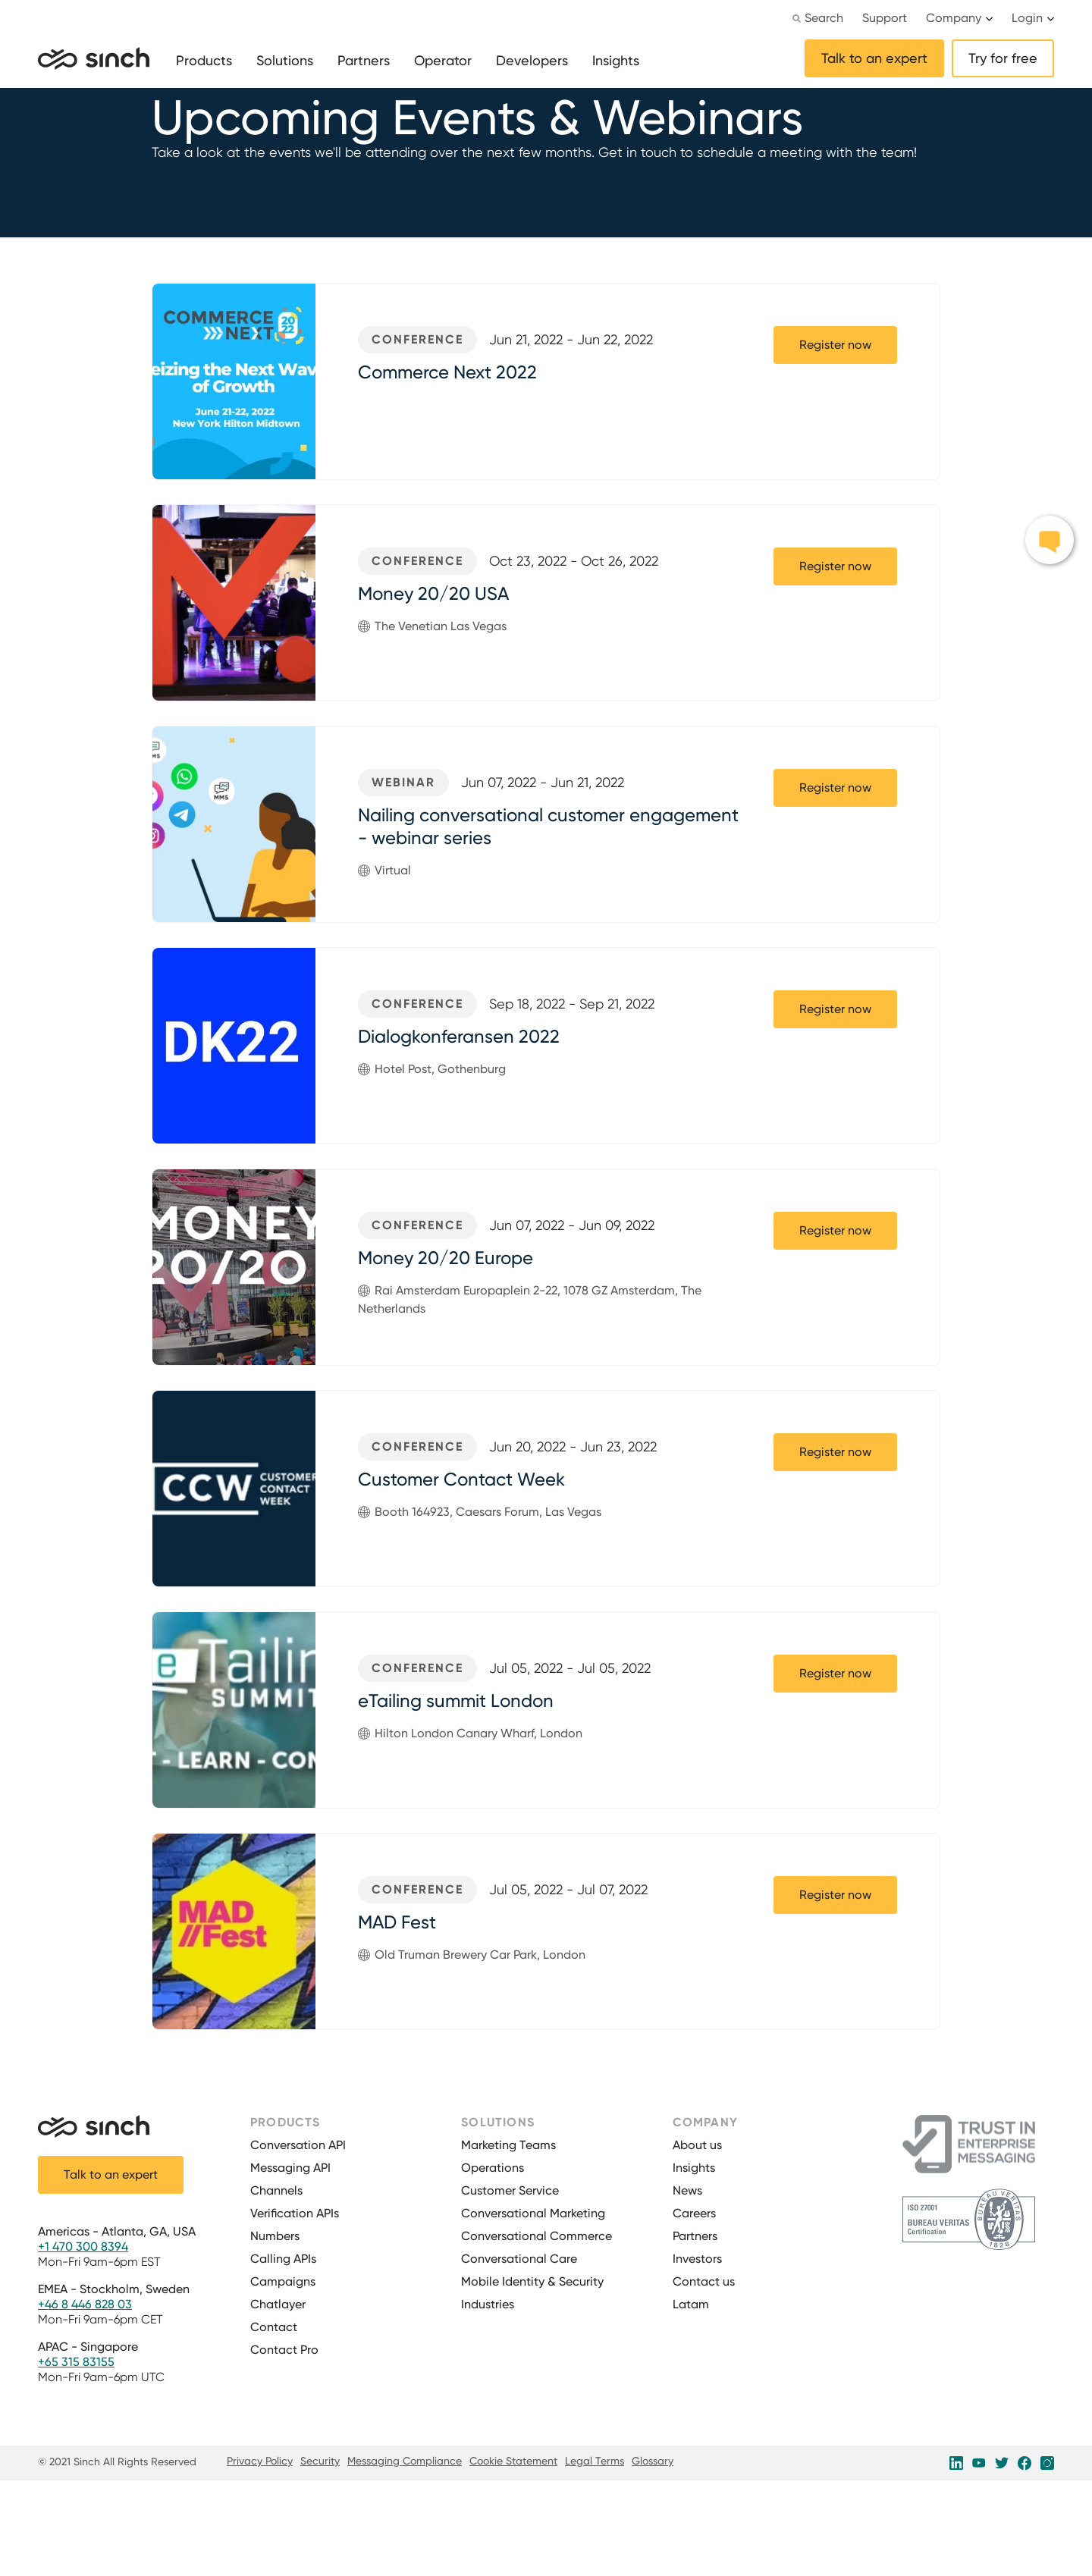 Search Support Company Login
sinch Products Solutions Partners Operator Developers Insights Talk to an expert Try for free
Upcoming Events & Webinars
Take a look at the events we'll be attending over the next few months. Get in touch to schedule a meeting with the team!
COMMERCE
NEXT 2022
eizing the Next Wav
of Growth
June 21-22, 2022
New York Hilton Midtown
CONFERENCE Jun 21, 2022 - Jun 22, 2022
Commerce Next 2022
Register now
CONFERENCE Oct 23, 2022 - Oct 26, 2022
Money 20/20 USA
The Venetian Las Vegas
Register now
MMS
MMS
WEBINAR Jun 07, 2022 - Jun 21, 2022
Nailing conversational customer engagement
- webinar series
Virtual
Register now
DK22
CONFERENCE Sep 18, 2022 - Sep 21, 2022
Dialogkonferansen 2022
Hotel Post, Gothenburg
Register now
MONEY
20/20
CONFERENCE Jun 07, 2022 - Jun 09, 2022
Money 20/20 Europe
Rai Amsterdam Europaplein 2-22, 1078 GZ Amsterdam, The
Netherlands
Register now
CCW CUSTOMER
CONTACT
WEEK
CONFERENCE Jun 20, 2022 - Jun 23, 2022
Customer Contact Week
Booth 164923, Caesars Forum, Las Vegas
Register now
eTailin
SUMMIT
T - LEARN - CON
CONFERENCE Jul 05, 2022 - Jul 05, 2022
eTailing summit London
Hilton London Canary Wharf, London
Register now
MAD
//Fest
CONFERENCE Jul 05, 2022 - Jul 07, 2022
MAD Fest
Old Truman Brewery Car Park, London
Register now
sinch
Talk to an expert
Americas - Atlanta, GA, USA
+1 470 300 8394
Mon-Fri 9am-6pm EST
EMEA - Stockholm, Sweden
+46 8 446 828 03
Mon-Fri 9am-6pm CET
APAC - Singapore
+65 315 83155
Mon-Fri 9am-6pm UTC
PRODUCTS
Conversation API
Messaging API
Channels
Verification APIs
Numbers
Calling APIs
Campaigns
Chatlayer
Contact
Contact Pro
SOLUTIONS
Marketing Teams
Operations
Customer Service
Conversational Marketing
Conversational Commerce
Conversational Care
Mobile Identity & Security
Industries
COMPANY
About us
Insights
News
Careers
Partners
Investors
Contact us
Latam
TRUST IN
ENTERPRISE
MESSAGING
ISO 27001
BUREAU VERITAS
Certification
BUREAU VERITAS
1828
© 2021 Sinch All Rights Reserved Privacy Policy Security Messaging Compliance Cookie Statement Legal Terms Glossary